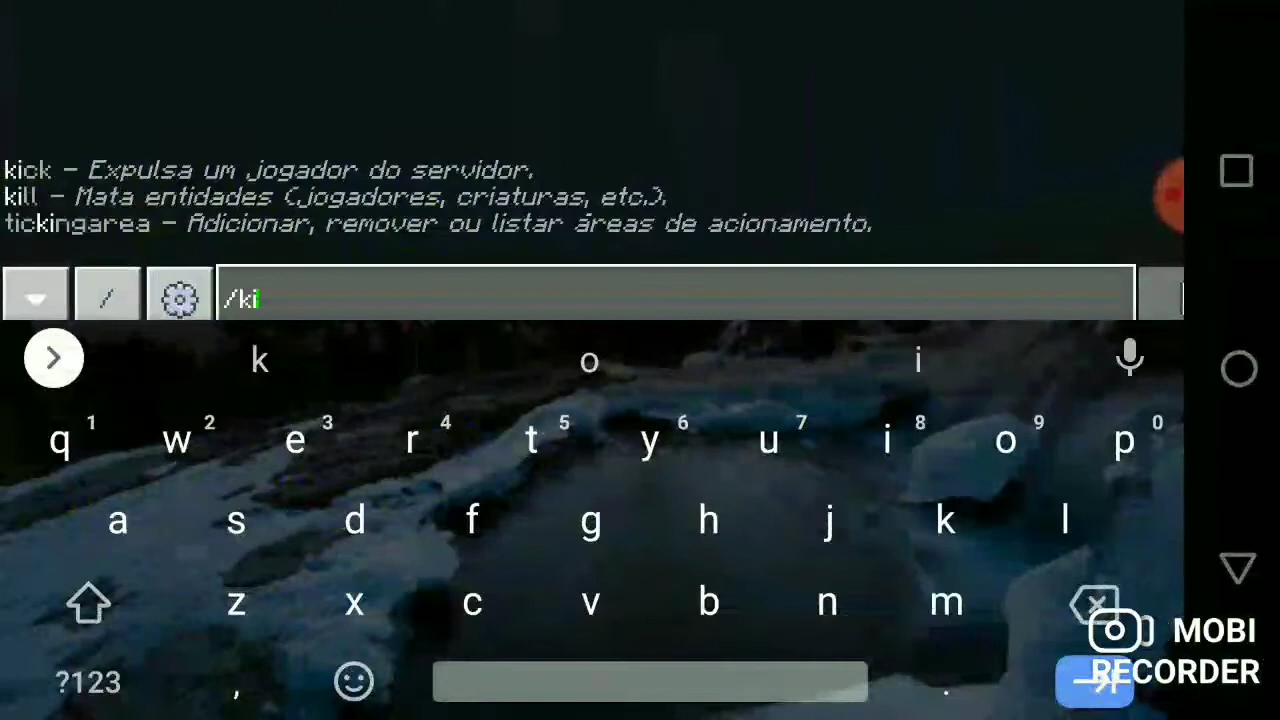 kick - Expulsa um jogador do servidor.
kill - Mata entidades (jogadores, criaturas, etc.).
tickingarea - Adicionar, remover ou listar áreas de acionamento.
/ /ki
k o i
q 1 w 2 e 3 r 4 t 5 y 6 u 7 i 8 o 9 p 0
a s d f g h j k l
z x c v b n m
MOBI
RECORDER
?123 , .